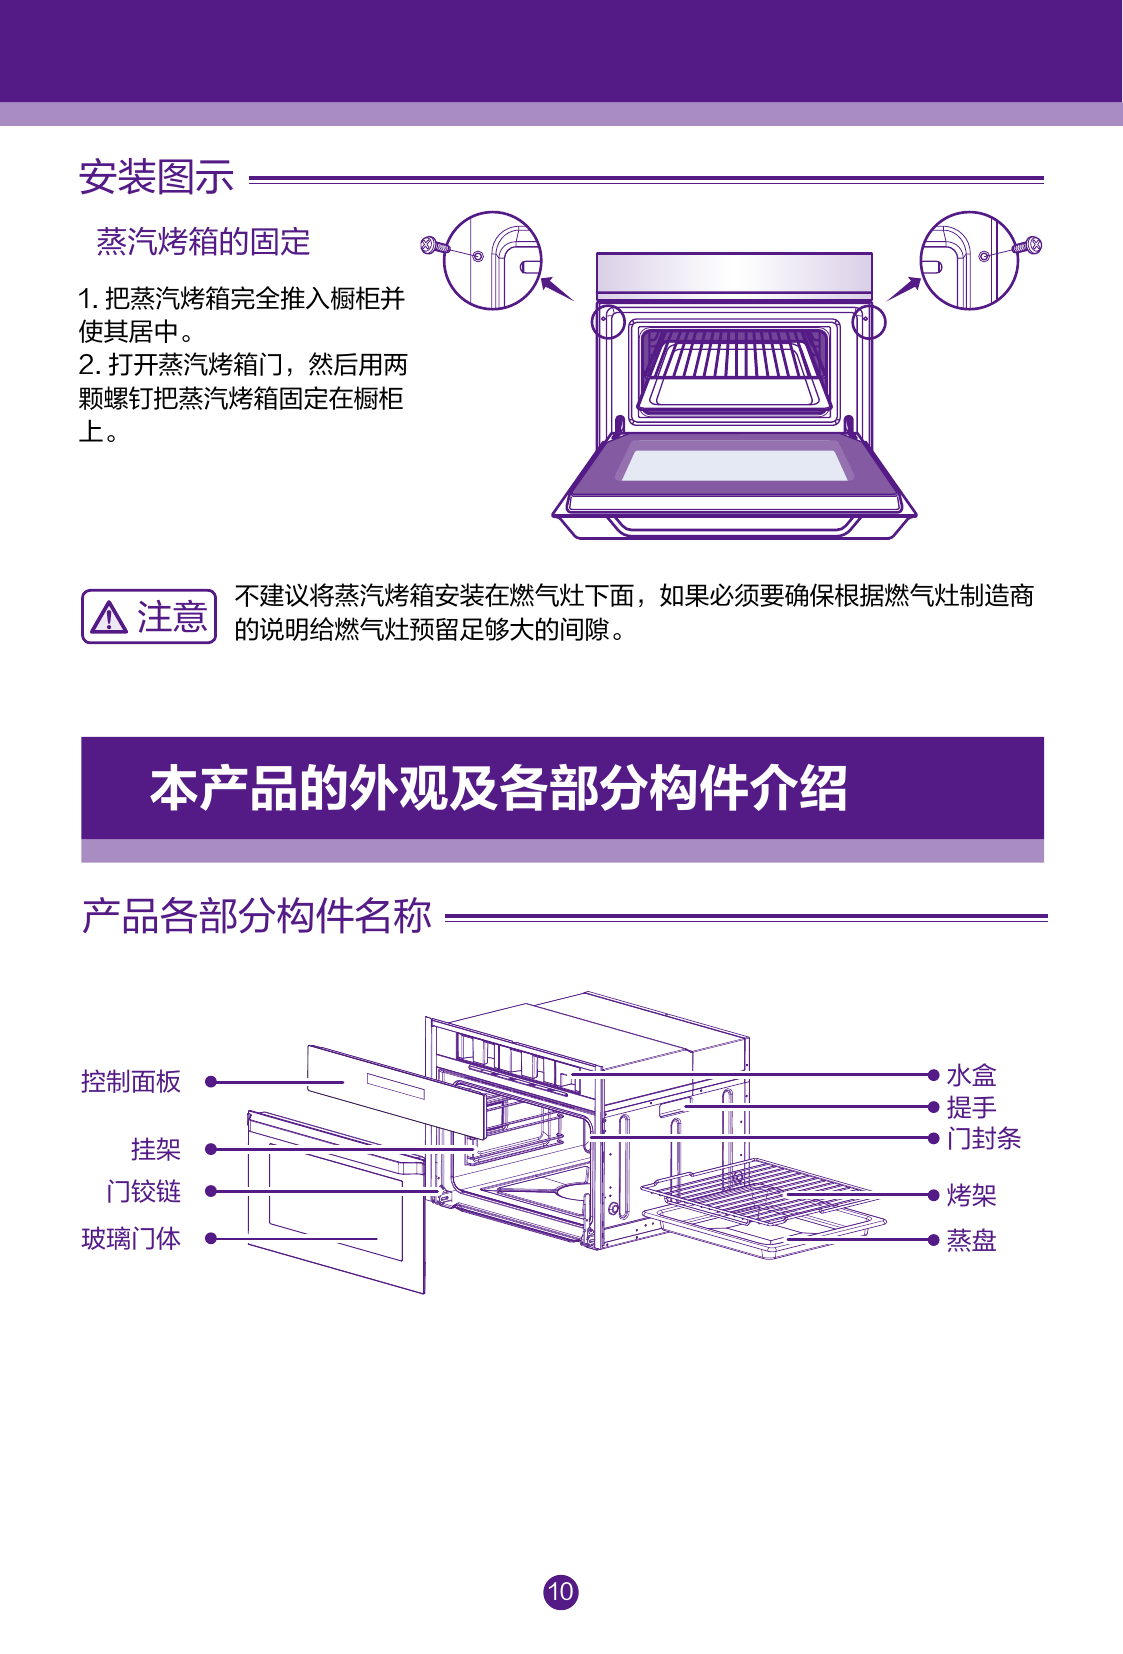 安装图示
蒸汽烤箱的固定
1. 把蒸汽烤箱完全推入橱柜并
使其居中。
2. 打开蒸汽烤箱门，然后用两
颗螺钉把蒸汽烤箱固定在橱柜
上。
注意
不建议将蒸汽烤箱安装在燃气灶下面，如果必须要确保根据燃气灶制造商
的说明给燃气灶预留足够大的间隙。
本产品的外观及各部分构件介绍
产品各部分构件名称
控制面板
挂架
门铰链
玻璃门体
水盒
提手
门封条
烤架
蒸盘
10